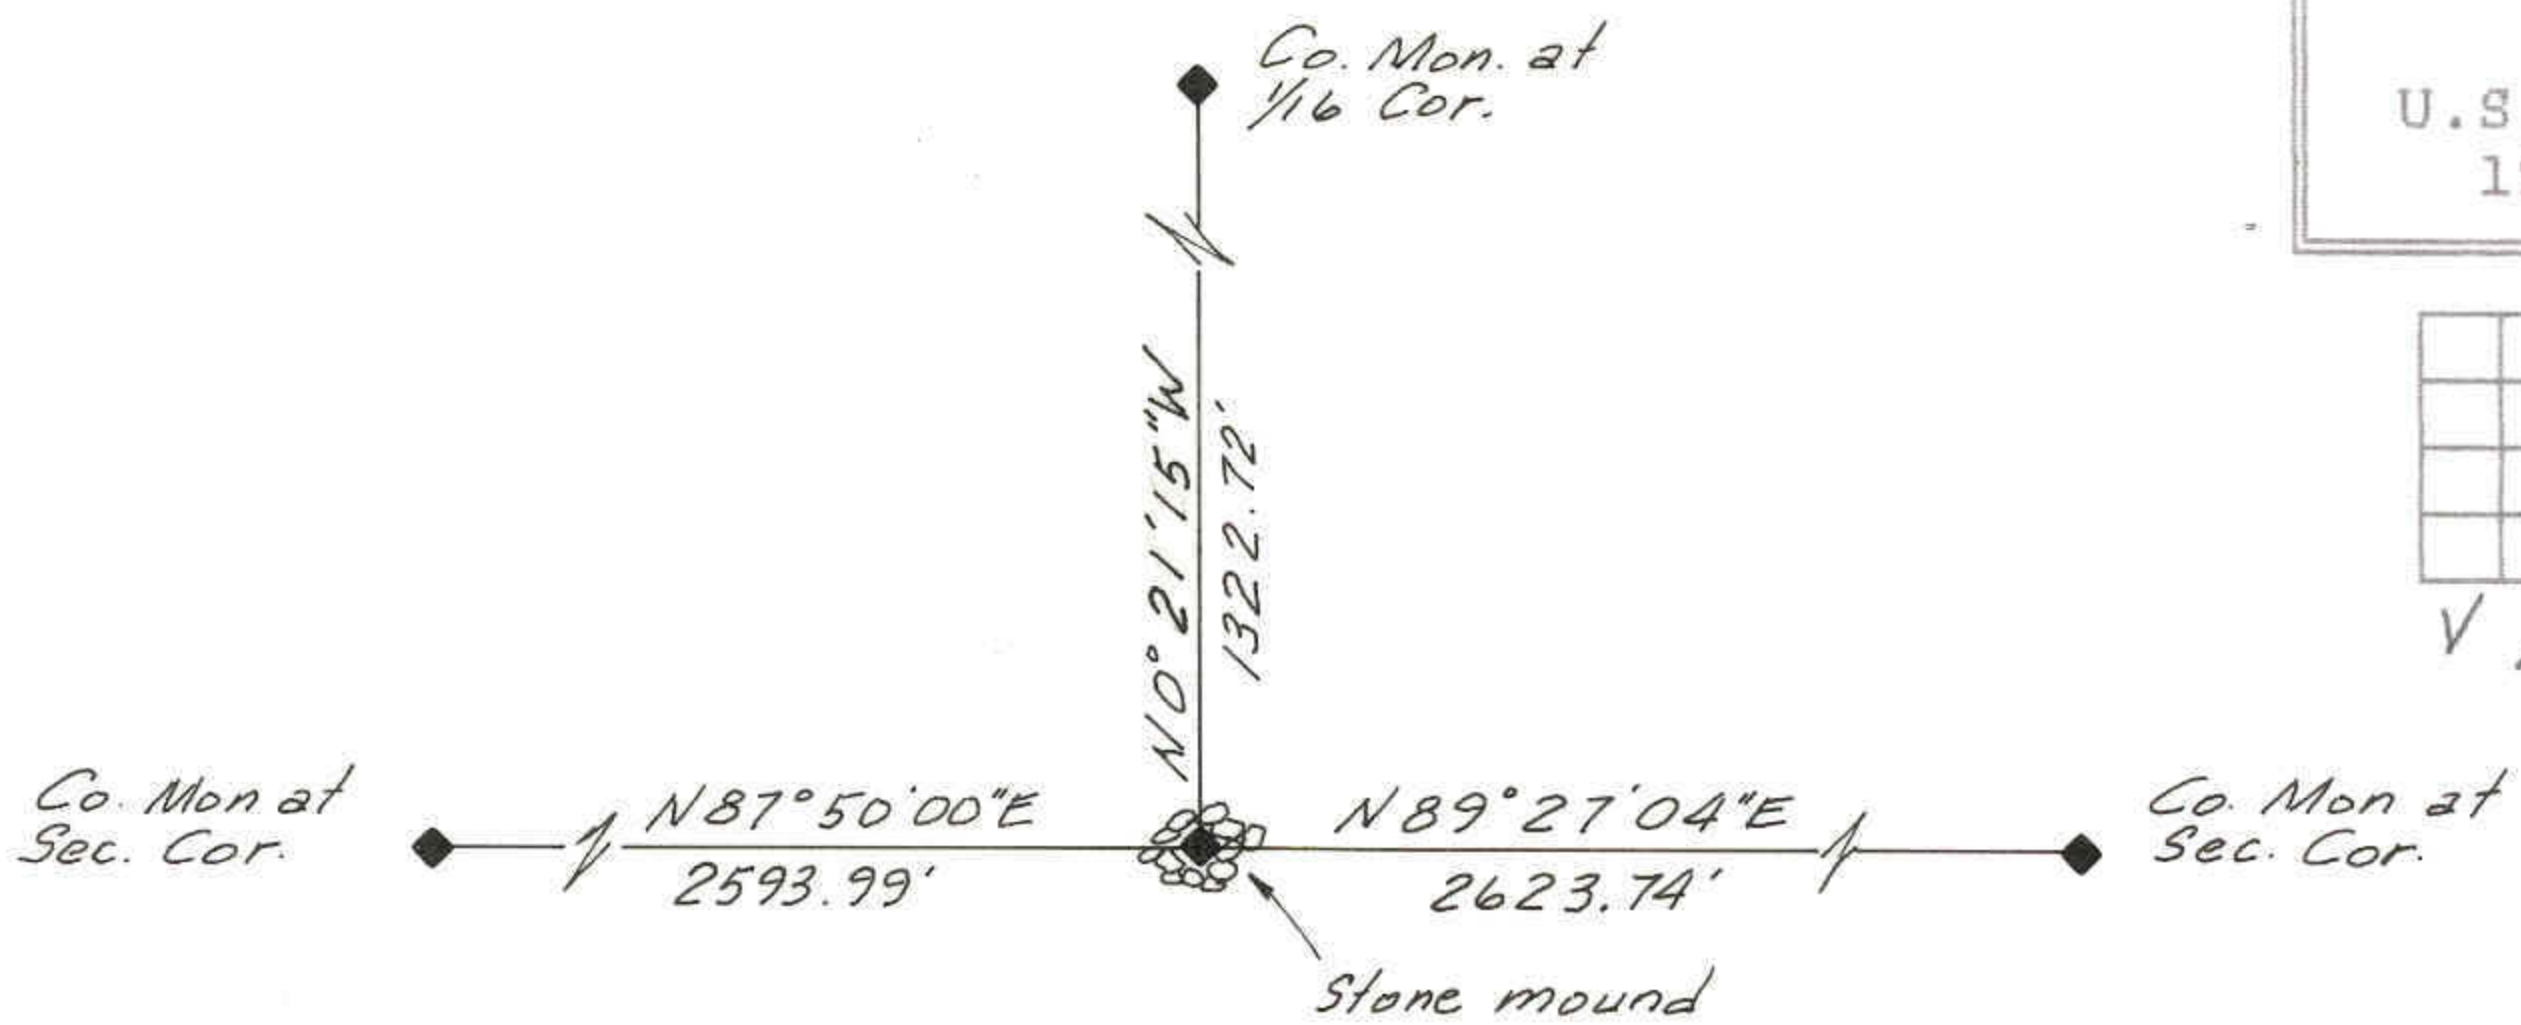 Co. Mon. at
1/16 Cor.
U.S
N0°21'15"W
1322.72'
Co. Mon at
Sec. Cor.
N87°50'00"E
2593.99'
N89°27'04"E
2623.74'
Co. Mon at
Sec. Cor.
Stone mound